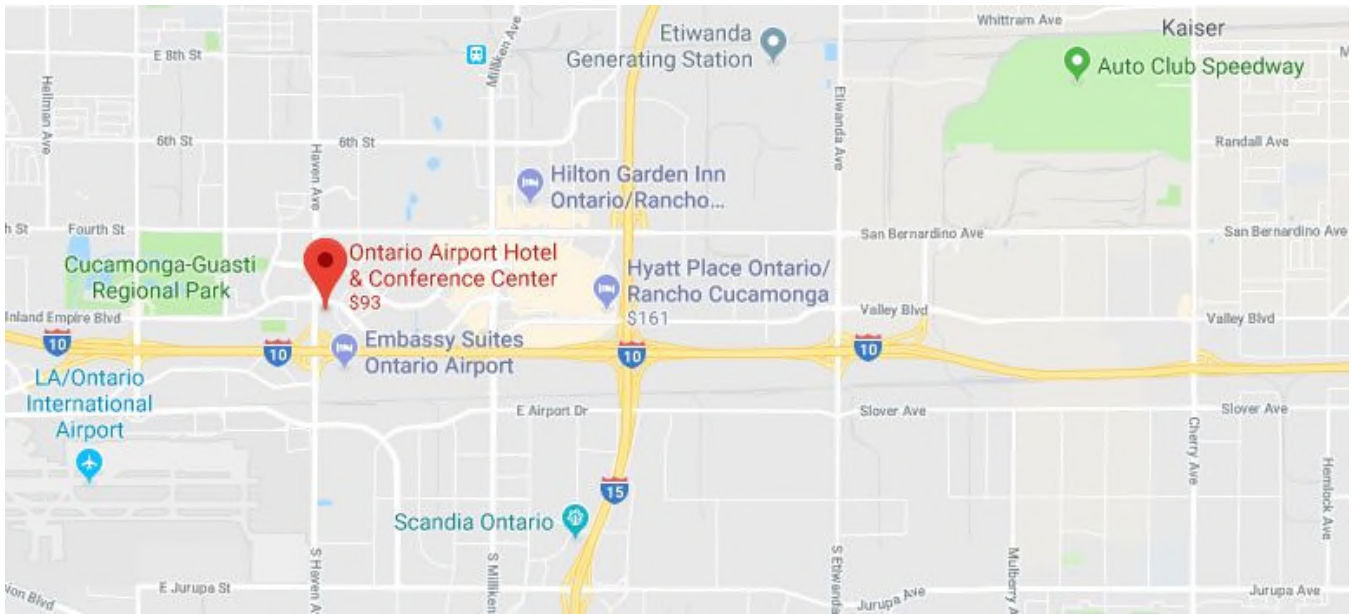 Whittram Ave
Kaiser
Etiwanda
Generating Station
Auto Club Speedway
E 8th St
Milliken Ave
Hellman Ave
Etiwanda Ave
6th St
6th St
Randall Ave
Haven Ave
Hilton Garden Inn
Ontario/Rancho...
h St
Fourth St
San Bernardino Ave
San Bernardino Ave
Cucamonga-Guasti
Regional Park
Ontario Airport Hotel
& Conference Center
$93
Hyatt Place Ontario/
Rancho Cucamonga
$161
Inland Empire Blvd
Valley Blvd
Valley Blvd
10
10
10
10
Embassy Suites
Ontario Airport
LA/Ontario
International
Airport
E Airport Dr
Slover Ave
Slover Ave
Cherry Ave
Hemlock Ave
15
Scandia Ontario
S Haven A
S Milliken
S Etiwanda
Mulberry A
E Jurupa St
Jurupa Ave
Jurupa Ave
ion Blvd